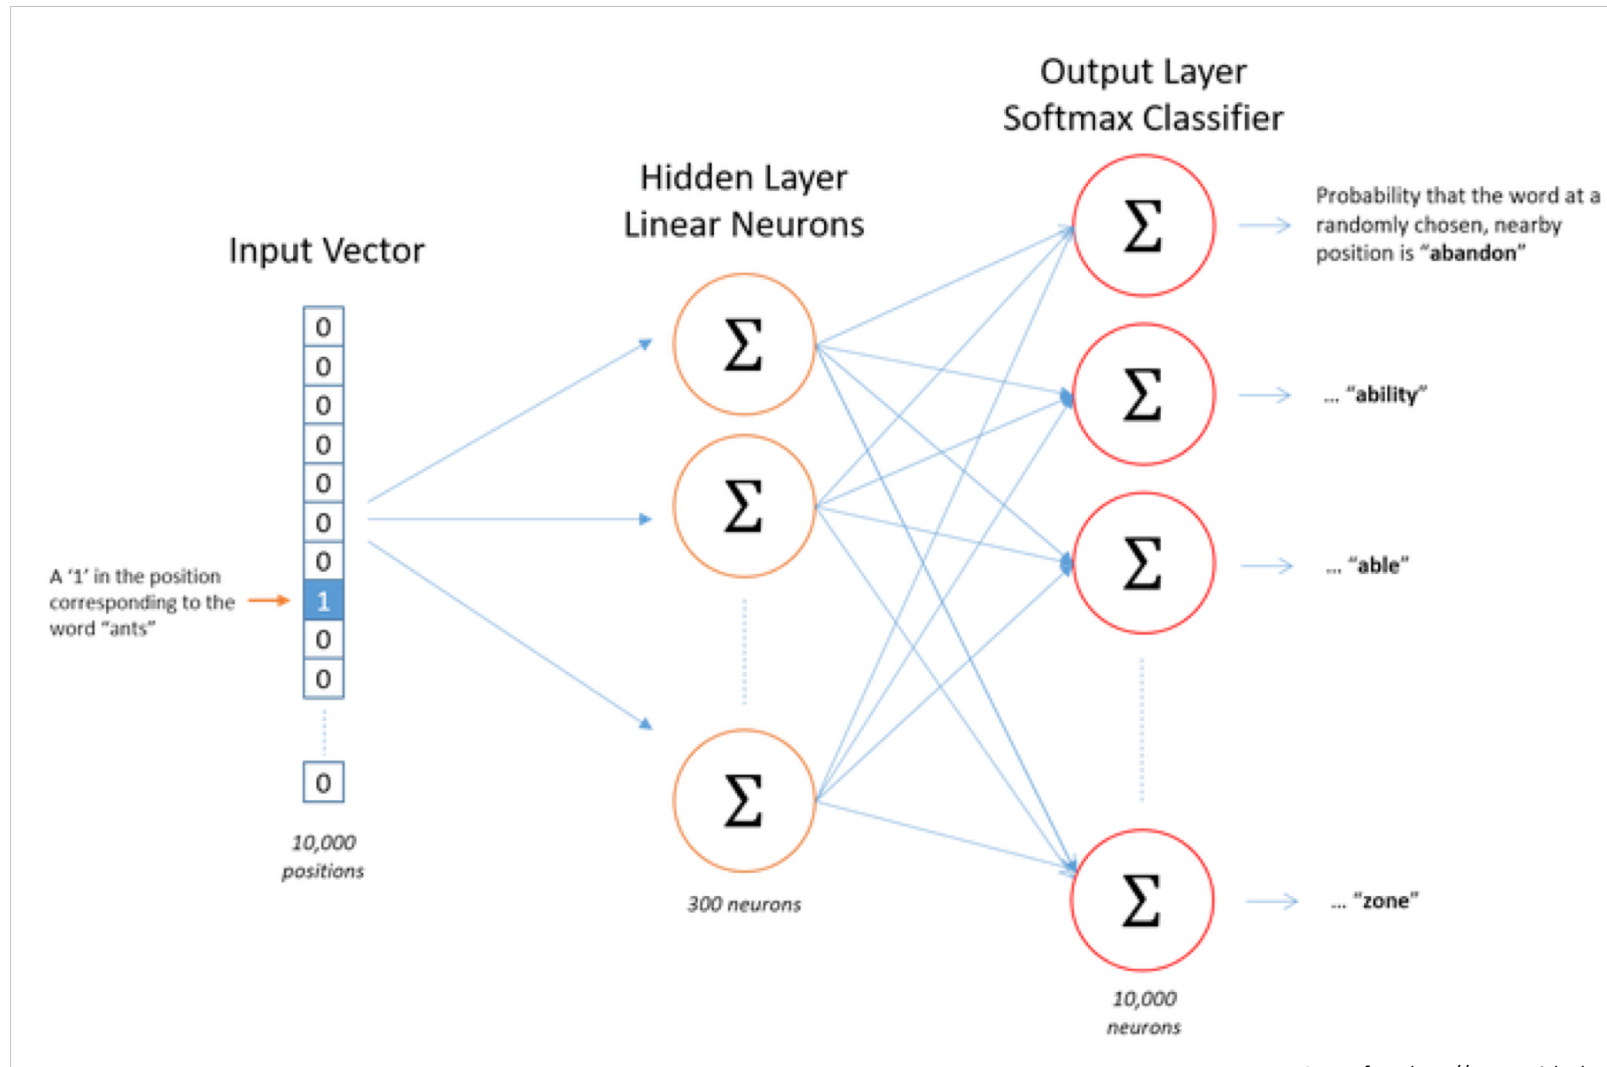 Output Layer
Softmax Classifier
Hidden Layer
Linear Neurons
Input Vector
0
0
0
0
0
0
0
1
0
0
0
A ‘1’ in the position
corresponding to the
word “ants”
10,000
positions
Σ
Σ
Σ
300 neurons
Σ
Σ
Σ
Σ
10,000
neurons
Probability that the word at a
randomly chosen, nearby
position is “abandon”
... “ability”
... “able”
... “zone”